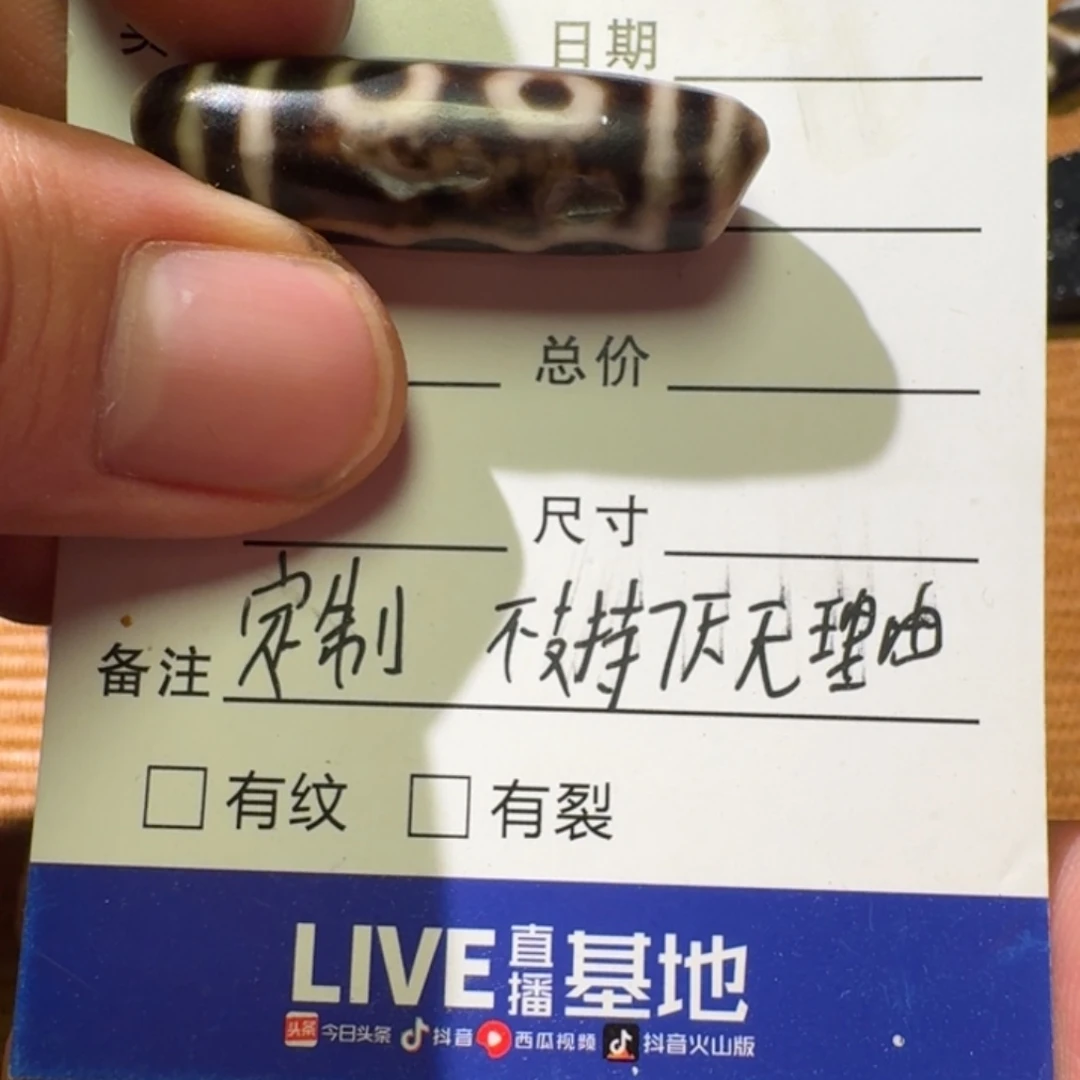 日期
总价
尺寸
备注 定制 不支持7天无理由
□ 有纹 □ 有裂
LIVE 直播 基地
头条 今日头条 抖音 西瓜视频 抖音火山版